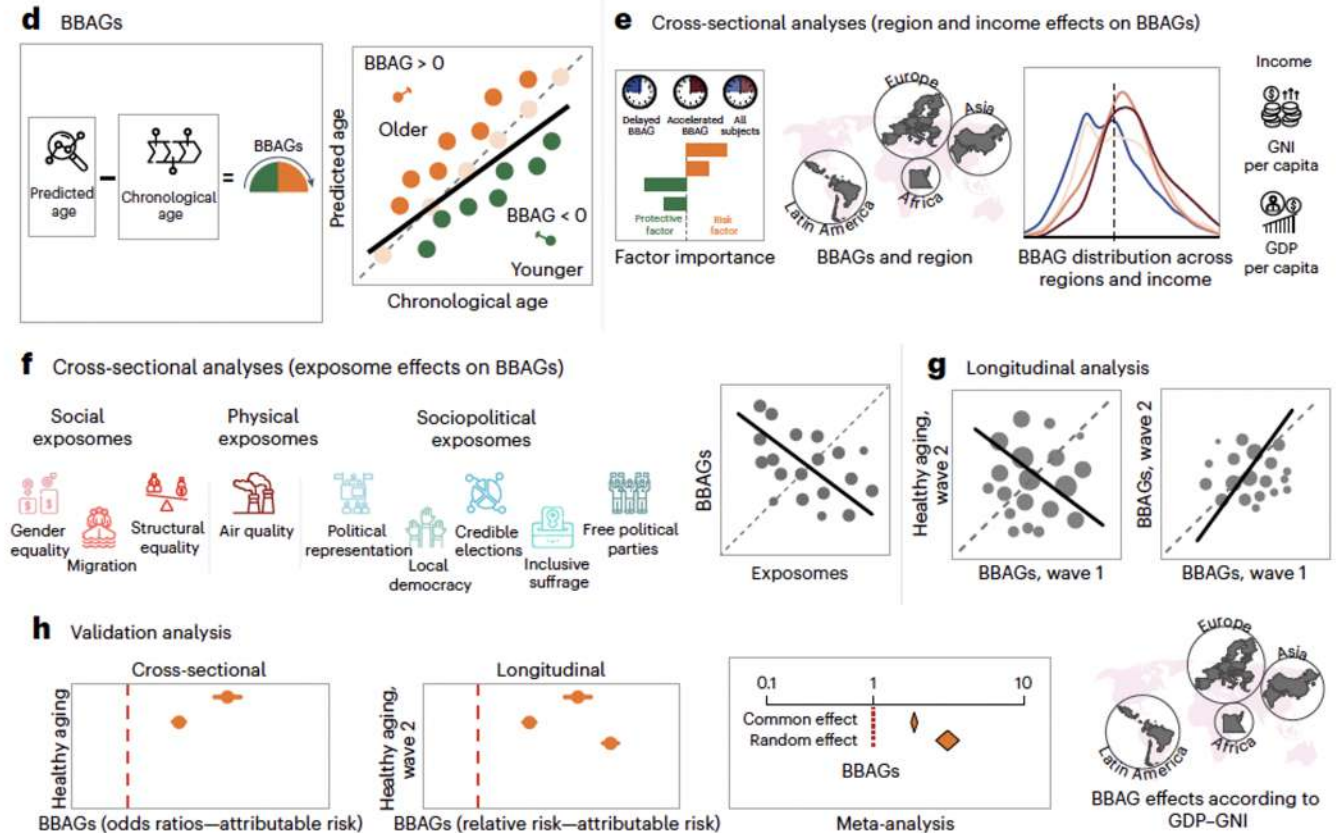 d BBAGs
Predicted
age
Chronological
age
=
BBAGs
Predicted age
BBAG > 0
Older
BBAG < 0
Younger
Chronological age
e Cross-sectional analyses (region and income effects on BBAGs)
Delayed
BBAG
Accelerated
BBAG
All
subjects
Protective
factor
Risk
factor
Factor importance
Europe
Asia
Latin America
Africa
BBAGs and region
BBAG distribution across
regions and income
Income
GNI
per capita
GDP
per capita
f Cross-sectional analyses (exposome effects on BBAGs)
Social
exposomes
Physical
exposomes
Sociopolitical
exposomes
Gender
equality
Migration
Structural
equality
Air quality
Political
representation
Local
democracy
Credible
elections
Inclusive
suffrage
Free political
parties
BBAGs
Exposomes
g Longitudinal analysis
Healthy aging,
wave 2
BBAGs, wave 1
BBAGs, wave 2
BBAGs, wave 1
h Validation analysis
Cross-sectional
Healthy aging
BBAGs (odds ratios—attributable risk)
Longitudinal
Healthy aging,
wave 2
BBAGs (relative risk—attributable risk)
0.1 1 10
Common effect
Random effect
BBAGs
Meta-analysis
Europe
Asia
Latin America
Africa
BBAG effects according to
GDP–GNI